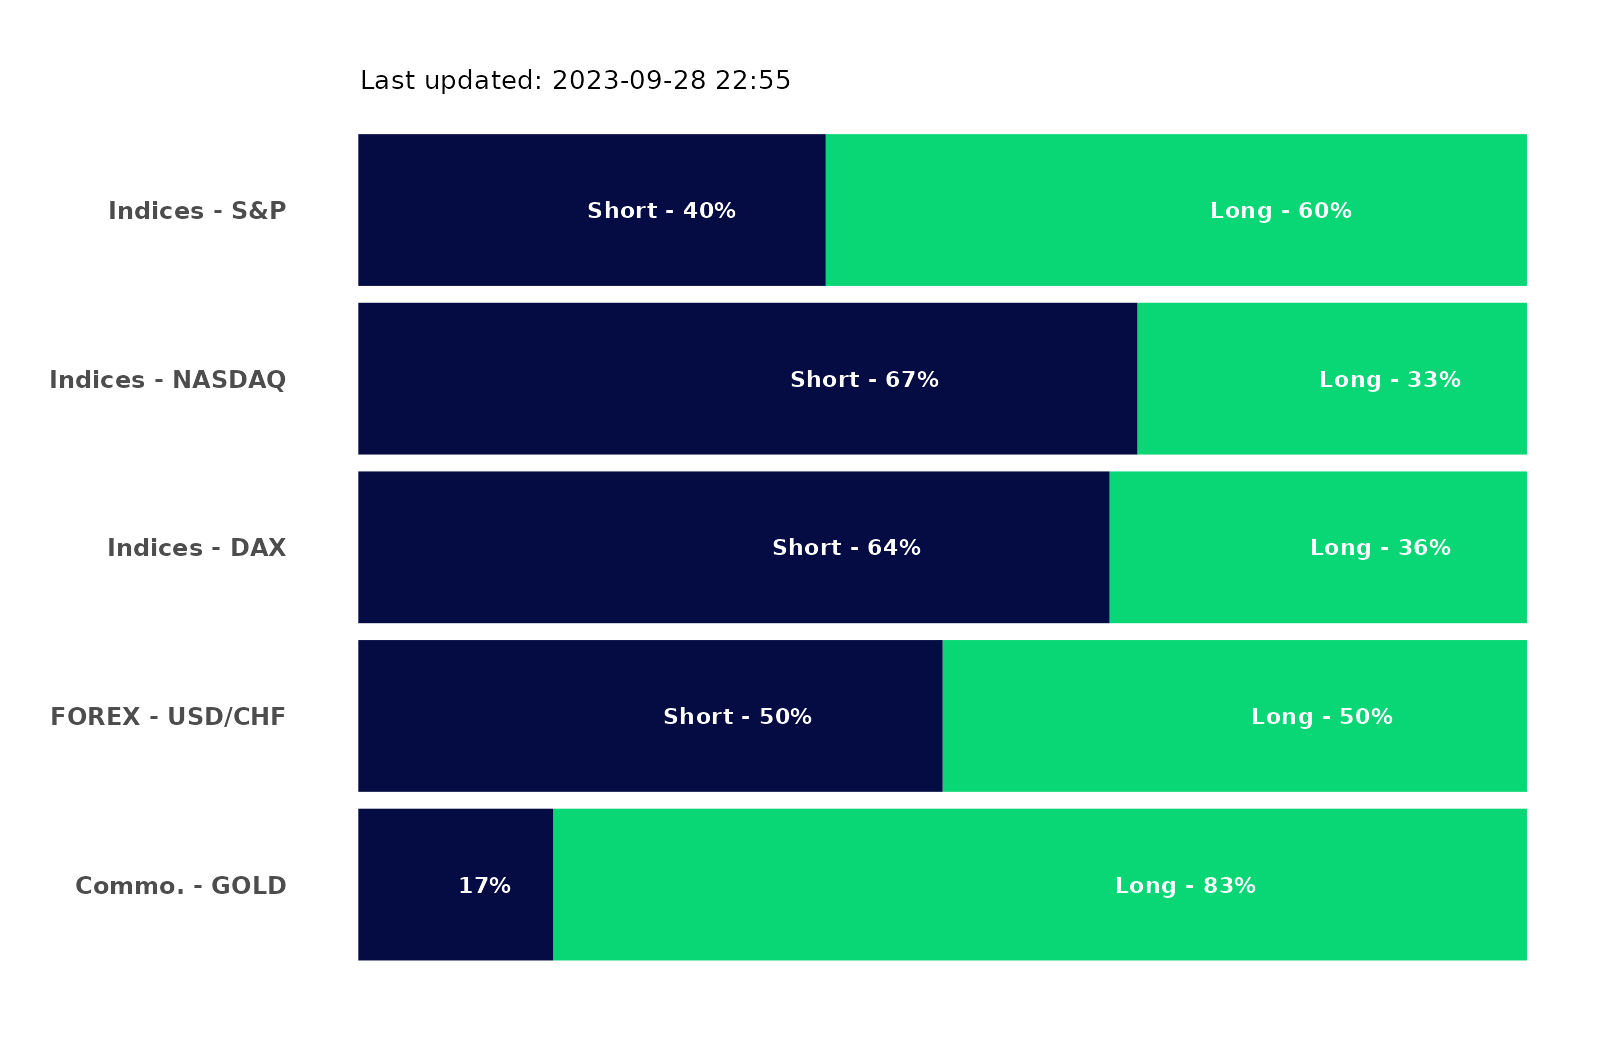 Last updated: 2023-09-28 22:55
Indices - S&P Short - 40% Long - 60%
Indices - NASDAQ Short - 67% Long - 33%
Indices - DAX Short - 64% Long - 36%
FOREX - USD/CHF Short - 50% Long - 50%
Commo. - GOLD 17% Long - 83%